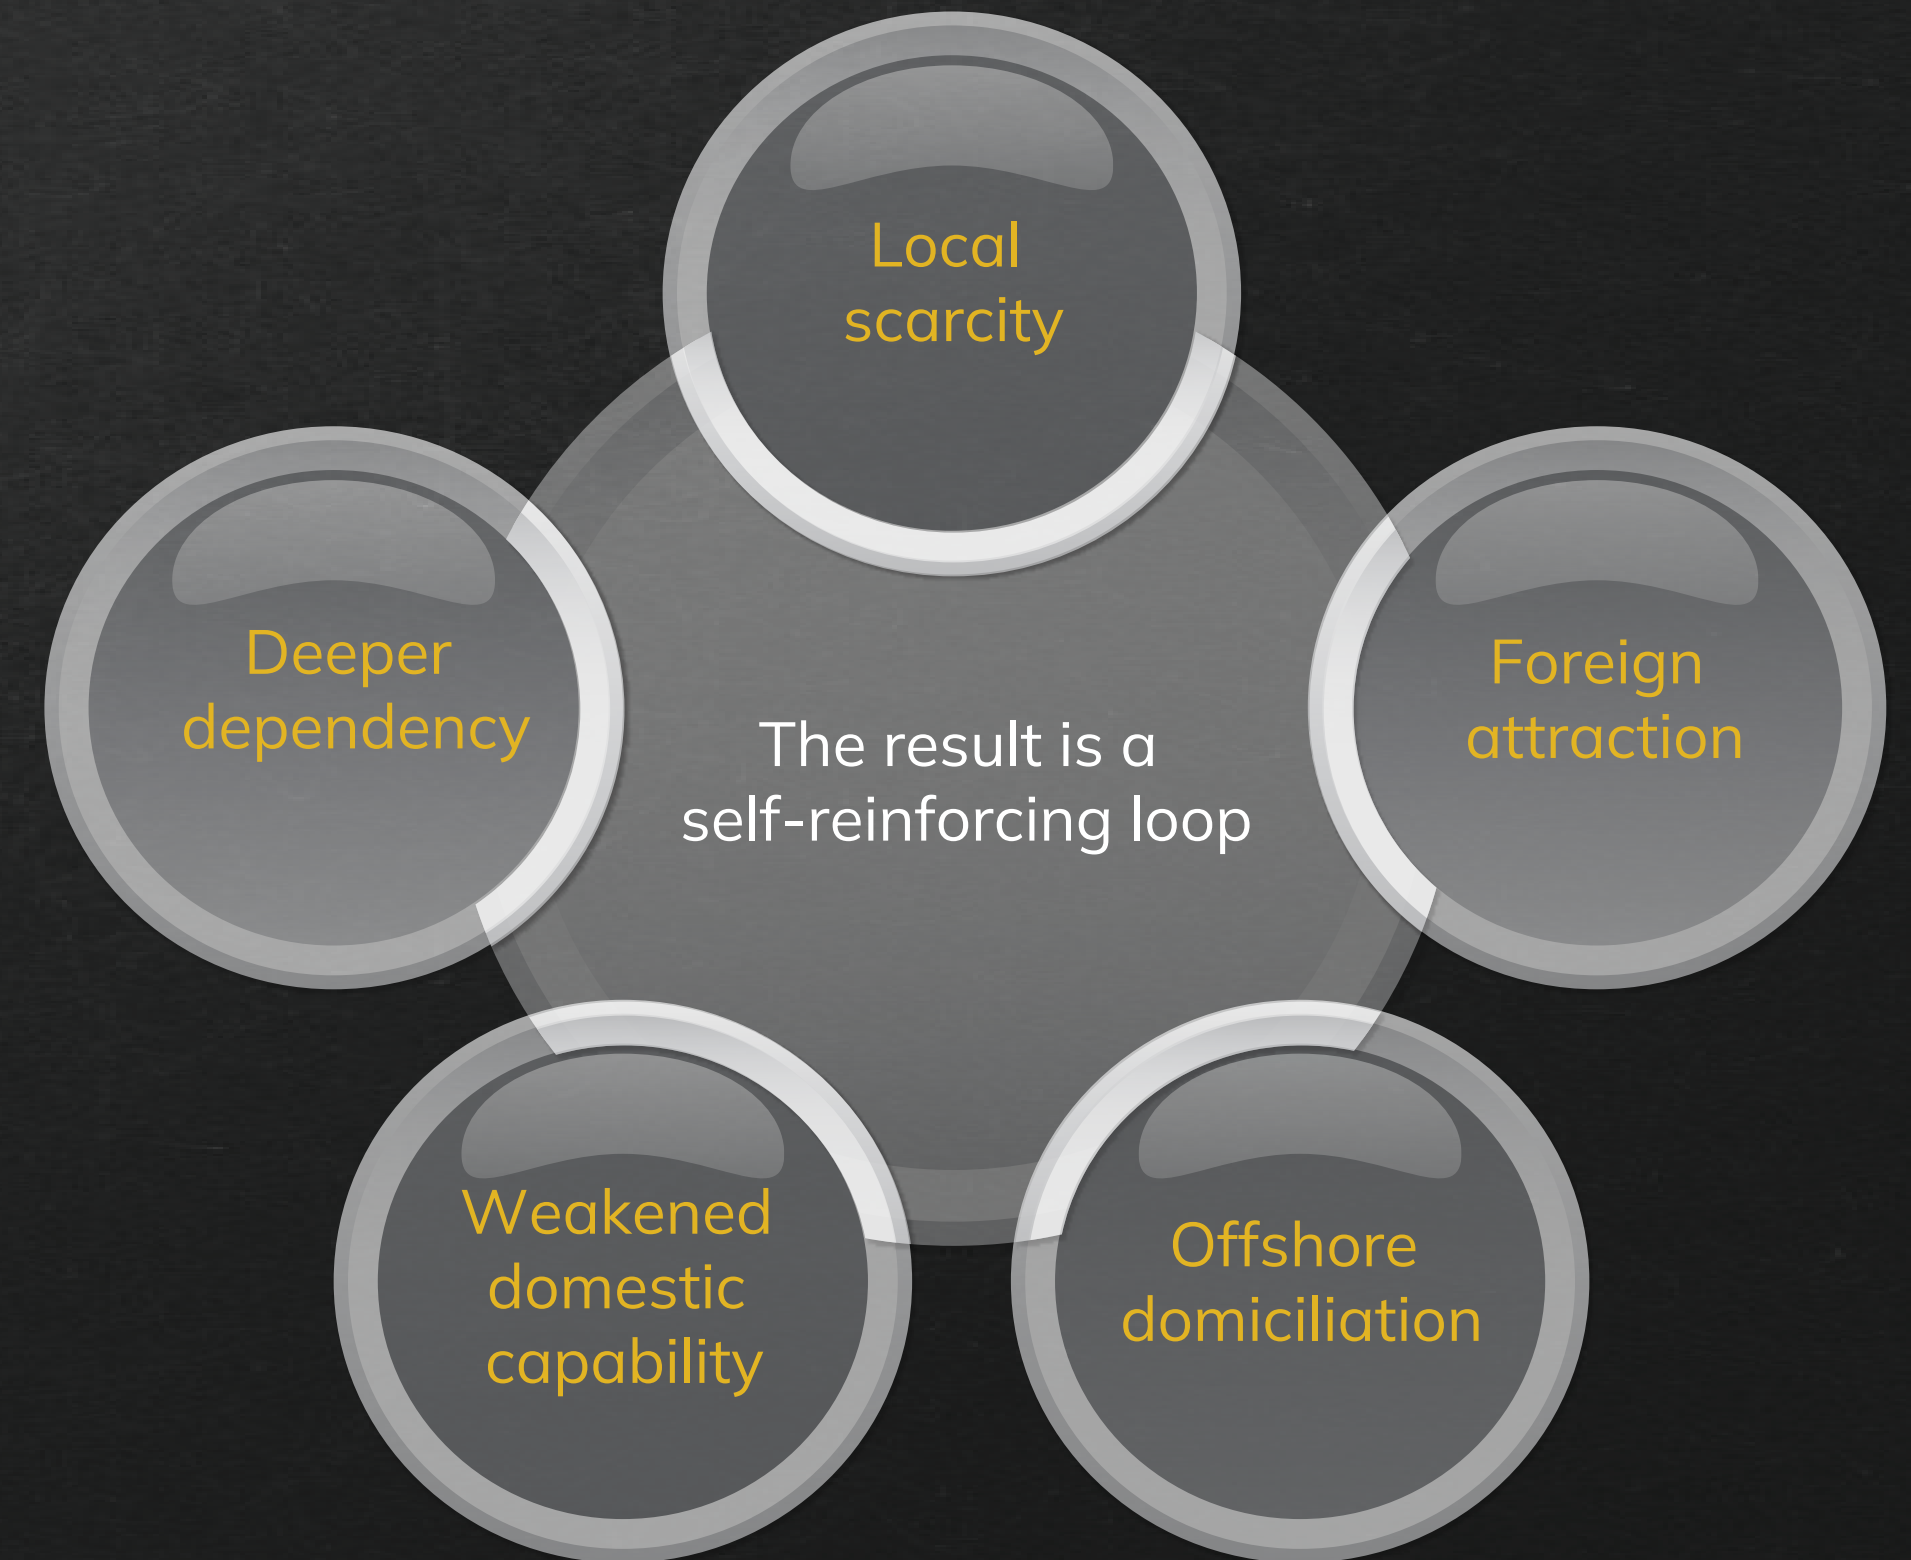 Local
scarcity
Foreign
attraction
Offshore
domiciliation
Weakened
domestic
capability
Deeper
dependency
The result is a
self-reinforcing loop